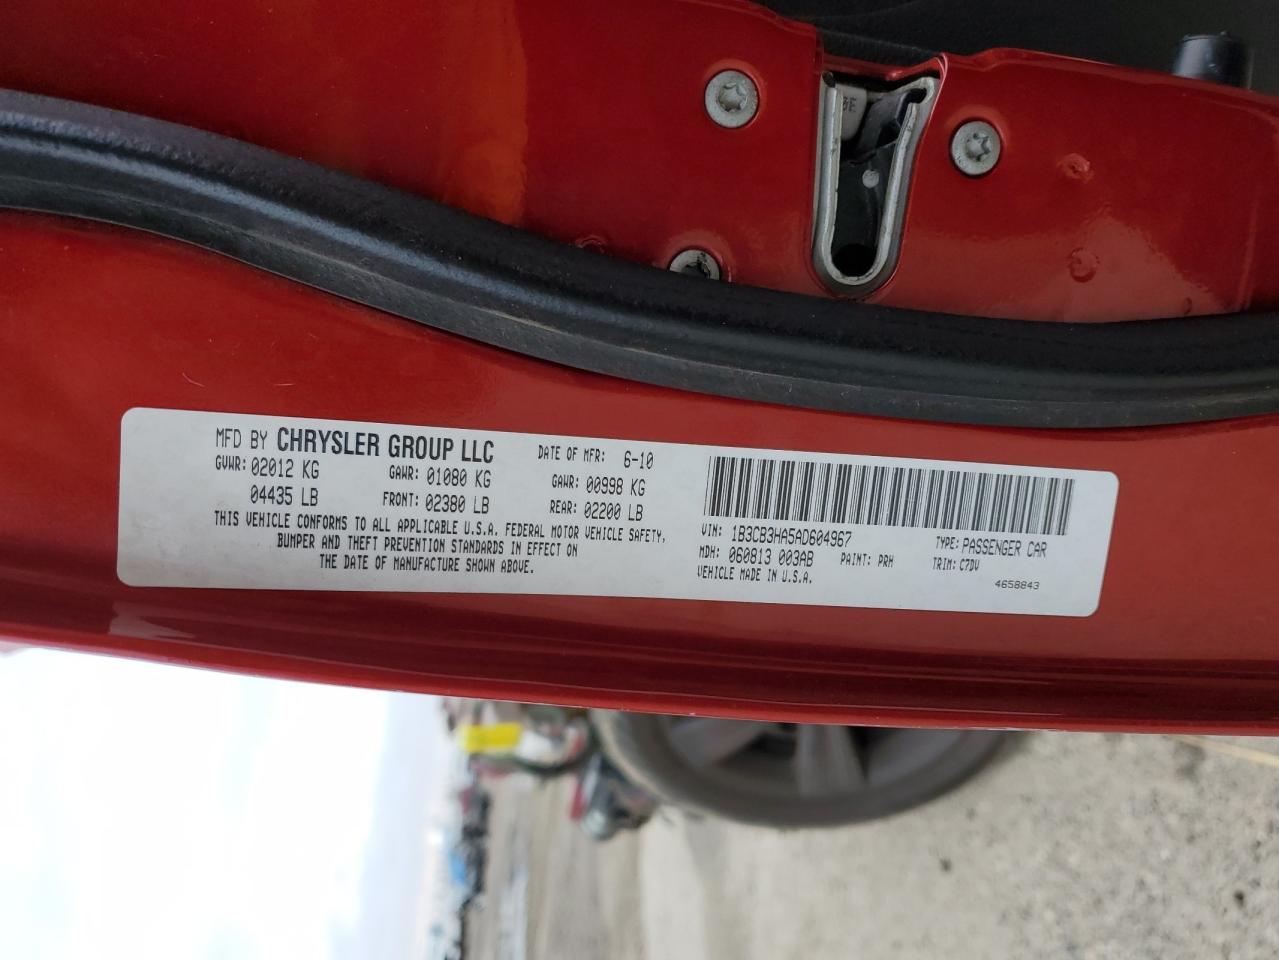 MFD BY CHRYSLER GROUP LLC DATE OF MFR: 6-10
GVWR: 02012 KG GAWR: 01080 KG GAWR: 00998 KG
04435 LB FRONT: 02380 LB REAR: 02200 LB
THIS VEHICLE CONFORMS TO ALL APPLICABLE U.S.A. FEDERAL MOTOR VEHICLE SAFETY,
BUMPER AND THEFT PREVENTION STANDARDS IN EFFECT ON
THE DATE OF MANUFACTURE SHOWN ABOVE.
VIN: 1B3CB3HA5AD604967 TYPE: PASSENGER CAR
MDH: 060813 003AB PAINT: PRH TRIM: C7DV
VEHICLE MADE IN U.S.A. 4658843